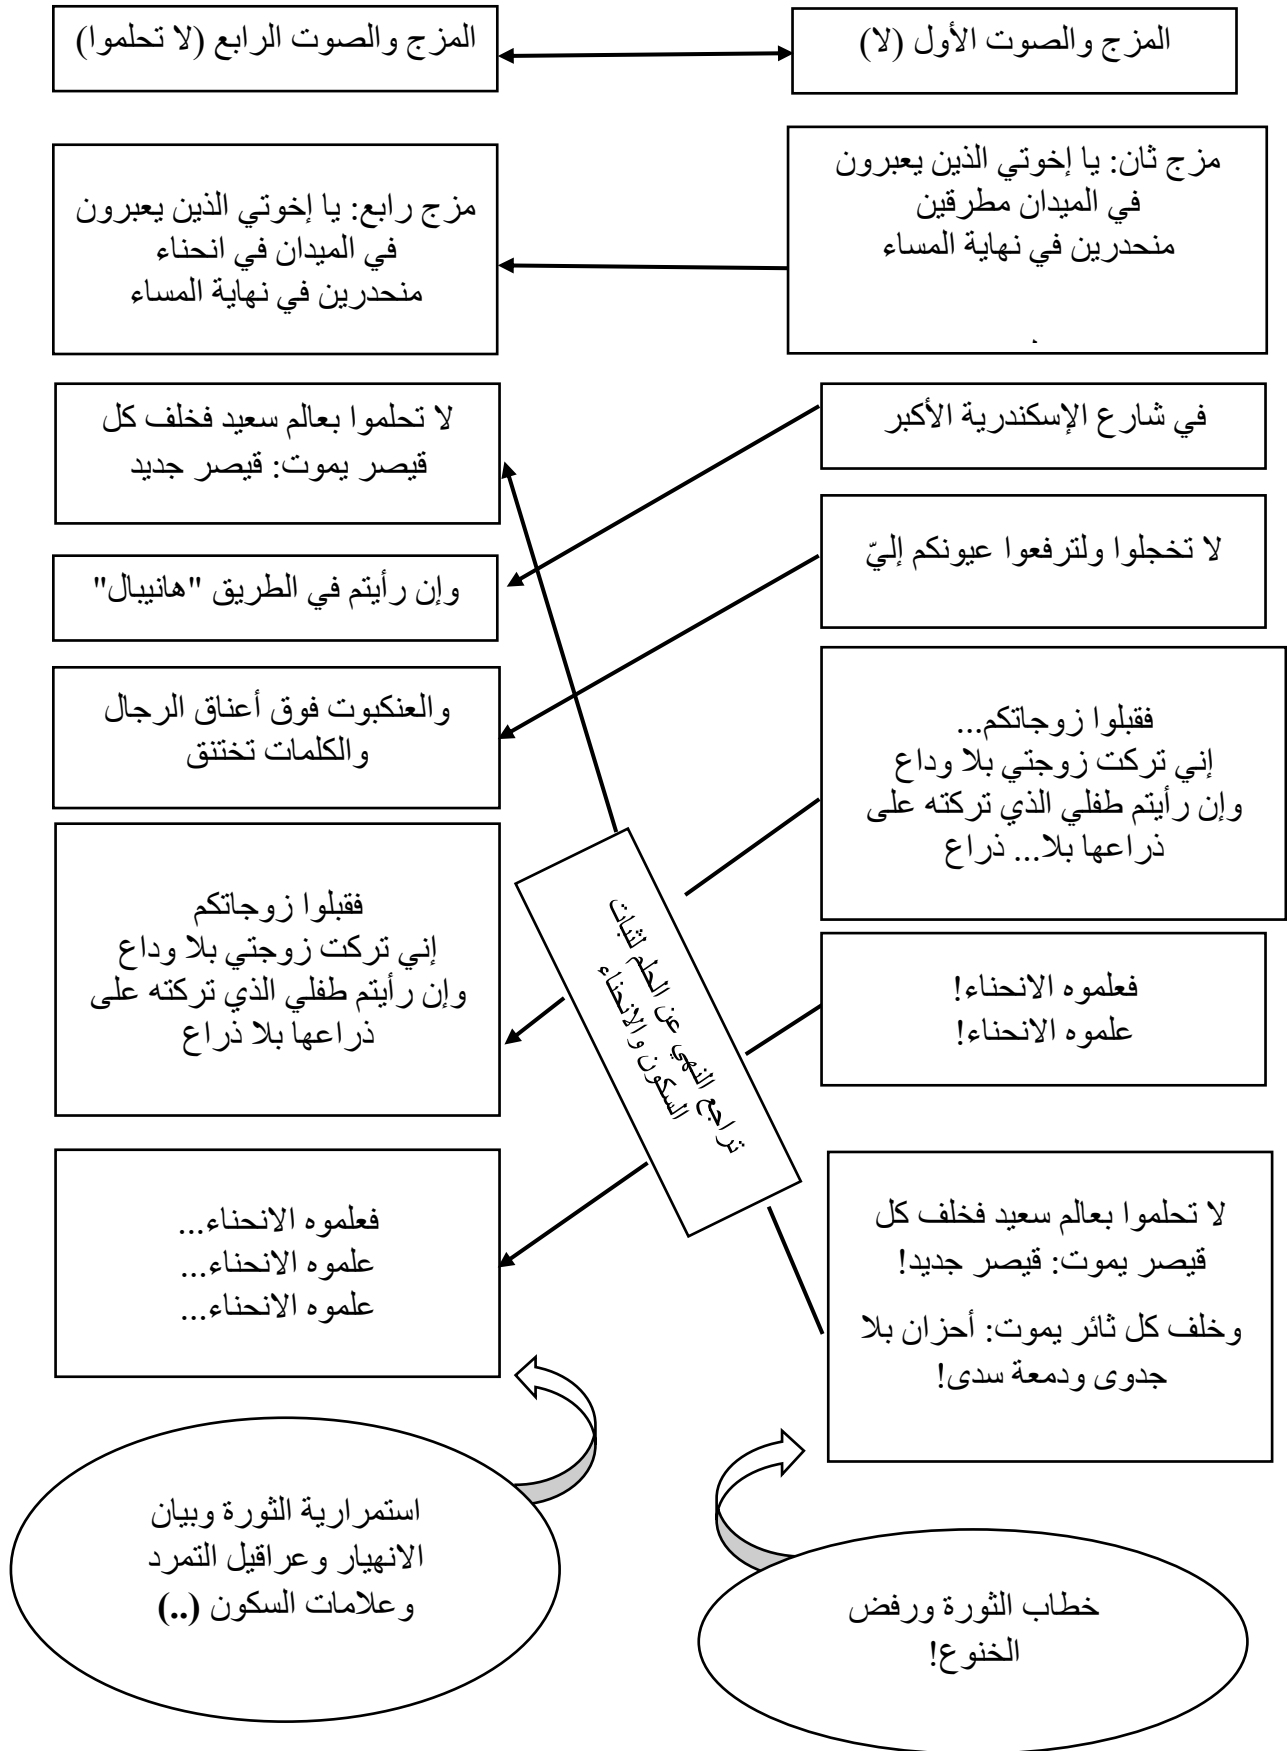 المزج والصوت الأول (لا)
المزج والصوت الرابع (لا تحلموا)
مزج ثان: يا إخوتي الذين يعبرون
في الميدان مطرقين
منحدرين في نهاية المساء
مزج رابع: يا إخوتي الذين يعبرون
في الميدان في انحناء
منحدرين في نهاية المساء
في شارع الإسكندرية الأكبر
لا تحلموا بعالم سعيد فخلف كل
قيصر يموت: قيصر جديد
لا تخجلوا ولترفعوا عيونكم إليّ
وإن رأيتم في الطريق "هانيبال"
فقبلوا زوجاتكم...
إني تركت زوجتي بلا وداع
وإن رأيتم طفلي الذي تركته على
ذراعها بلا... ذراع
والعنكبوت فوق أعناق الرجال
والكلمات تختنق
فعلموه الانحناء!
علموه الانحناء!
فقبلوا زوجاتكم
إني تركت زوجتي بلا وداع
وإن رأيتم طفلي الذي تركته على
ذراعها بلا ذراع
تراجع النهي عن الحلم لثبات
السكون والانحناء
لا تحلموا بعالم سعيد فخلف كل
قيصر يموت: قيصر جديد!
وخلف كل ثائر يموت: أحزان بلا
جدوى ودمعة سدى!
فعلموه الانحناء...
علموه الانحناء...
علموه الانحناء...
خطاب الثورة ورفض
الخنوع!
استمرارية الثورة وبيان
الانهيار وعراقيل التمرد
وعلامات السكون (..)